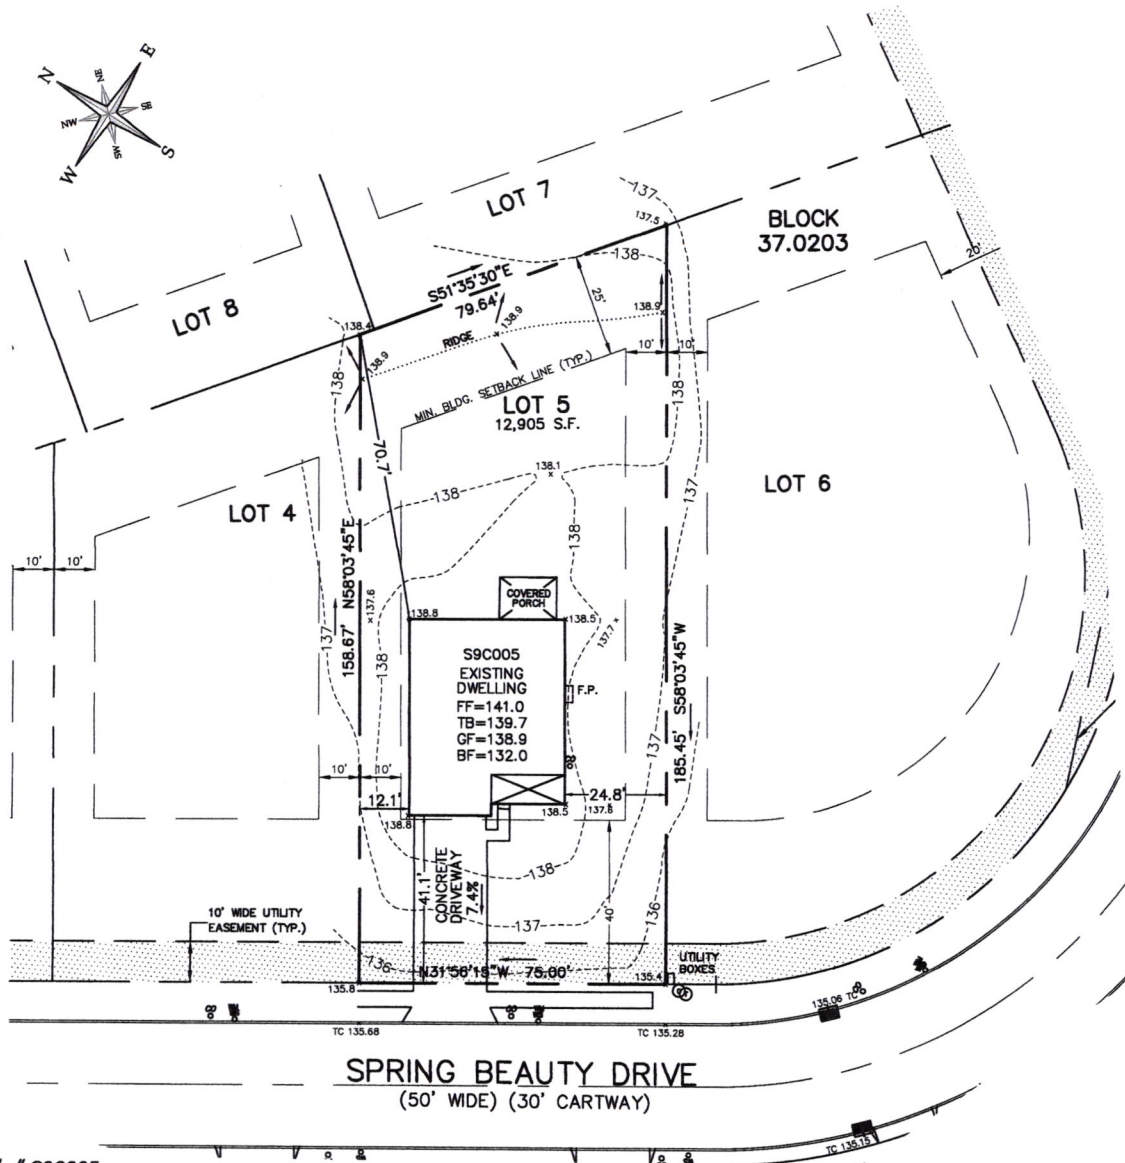 N
NE
E
SE
S
SW
W
NW
LOT 7
137
137.5
BLOCK
37.0203
20'
LOT 8
S51°35'30"E
79.64'
138
25'
138.4
138.9
RIDGE
138.9
138.9
10'
10'
138
138
MIN. BLDG. SETBACK LINE (TYP.)
LOT 5
12,905 S.F.
70.7'
138.1
138
138
137
LOT 4
LOT 6
10'
10'
158.67' N58°03'45"E
137.6
137
138
138.8
COVERED
PORCH
138.5
137.7
S9C005
EXISTING
DWELLING
FF=141.0
TB=139.7
GF=138.9
BF=132.0
F.P.
185.45' S58°03'45"W
137
10'
10'
12.1'
24.8'
138.8
138.5
137.8
41.1'
CONCRETE
DRIVEWAY
7.4%
138
40'
137
136
10' WIDE UTILITY
EASEMENT (TYP.)
136
N31°56'15"W 75.00'
135.4
UTILITY
BOXES
135.8
TC 135.68
TC 135.28
135.06 TC
SPRING BEAUTY DRIVE
(50' WIDE) (30' CARTWAY)
TC 135.15